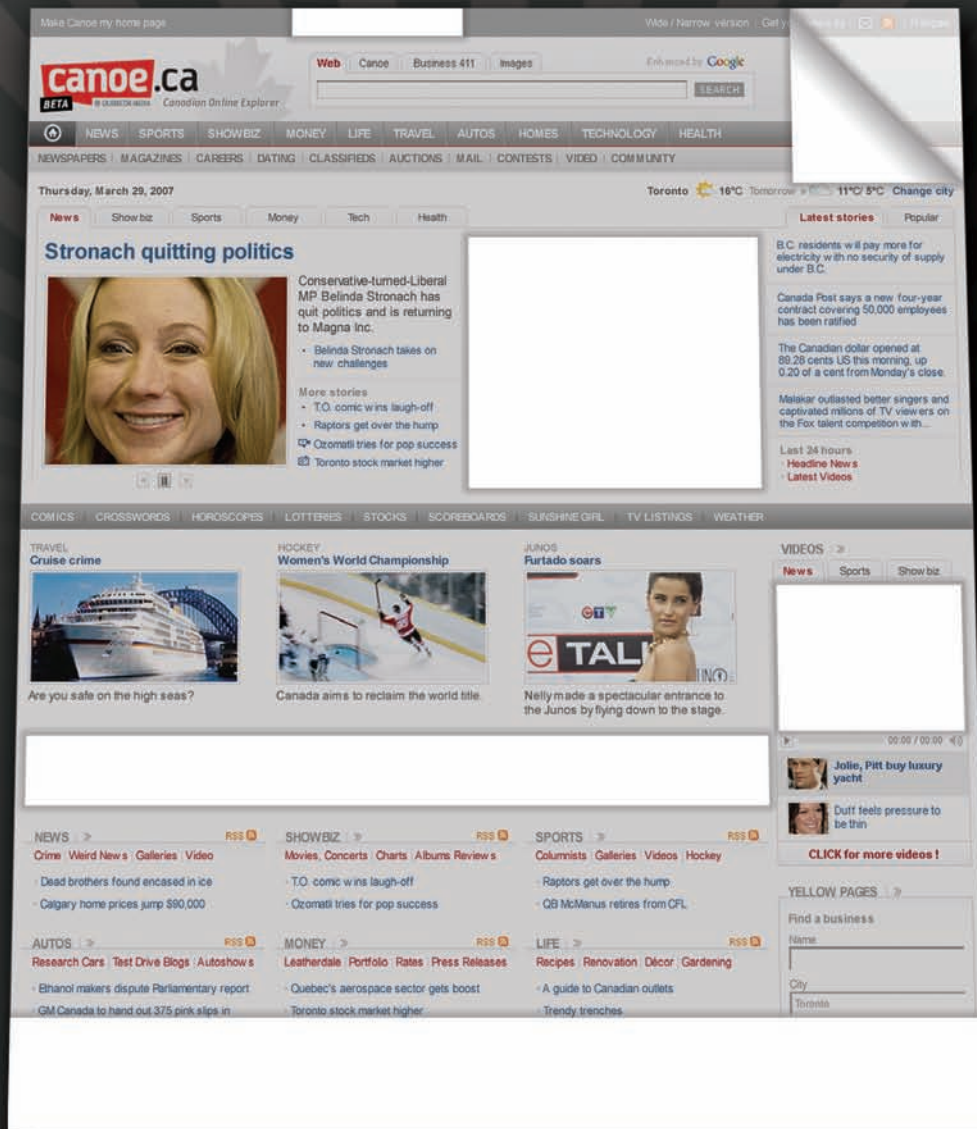 Make Canoe my home page
Wide / Narrow version | Get
canoe.ca
BETA
Canadian Online Explorer
Web Canoe Business 411 Images
Enhanced by Google
SEARCH
NEWS SPORTS SHOWBIZ MONEY LIFE TRAVEL AUTOS HOMES TECHNOLOGY HEALTH
NEWSPAPERS | MAGAZINES | CAREERS | DATING | CLASSIFIEDS | AUCTIONS | MAIL | CONTESTS | VIDEO | COMMUNITY
Thursday, March 29, 2007
Toronto 16°C Tomorrow » 11°C/ 5°C Change city
News Showbiz Sports Money Tech Health
Stronach quitting politics
Conservative-turned-Liberal
MP Belinda Stronach has
quit politics and is returning
to Magna Inc.
Belinda Stronach takes on
new challenges
More stories
T.O. comic wins laugh-off
Raptors get over the hump
Ozomatli tries for pop success
Toronto stock market higher
Latest stories Popular
B.C. residents will pay more for
electricity with no security of supply
under B.C.
Canada Post says a new four-year
contract covering 50,000 employees
has been ratified
The Canadian dollar opened at
89.28 cents US this morning, up
0.20 of a cent from Monday's close.
Malakar outlasted better singers and
captivated millions of TV viewers on
the Fox talent competition with...
Last 24 hours
Headline News
Latest Videos
COMICS CROSSWORDS HOROSCOPES LOTTERIES STOCKS SCOREBOARDS SUNSHINE GIRL TV LISTINGS WEATHER
TRAVEL
Cruise crime
Are you safe on the high seas?
HOCKEY
Women's World Championship
Canada aims to reclaim the world title.
JUNOS
Furtado soars
CTV
e TAL
Nelly made a spectacular entrance to
the Junos by flying down to the stage.
VIDEOS »
News Sports Showbiz
00:00 / 00:00
Jolie, Pitt buy luxury
yacht
Duff feels pressure to
be thin
CLICK for more videos !
NEWS » RSS
Crime | Weird News | Galleries | Video
Dead brothers found encased in ice
Calgary home prices jump $90,000
SHOWBIZ » RSS
Movies, Concerts | Charts | Albums Reviews
T.O. comic wins laugh-off
Ozomatli tries for pop success
SPORTS » RSS
Columnists | Galleries | Videos | Hockey
Raptors get over the hump
QB McManus retires from CFL
YELLOW PAGES »
Find a business
Name
City
Toronto
AUTOS » RSS
Research Cars | Test Drive Blogs | Autoshows
Ethanol makers dispute Parliamentary report
GM Canada to hand out 375 pink slips in
MONEY » RSS
Leatherdale | Portfolio | Rates | Press Releases
Quebec's aerospace sector gets boost
Toronto stock market higher
LIFE » RSS
Recipes | Renovation | Décor | Gardening
A guide to Canadian outlets
Trendy trenches